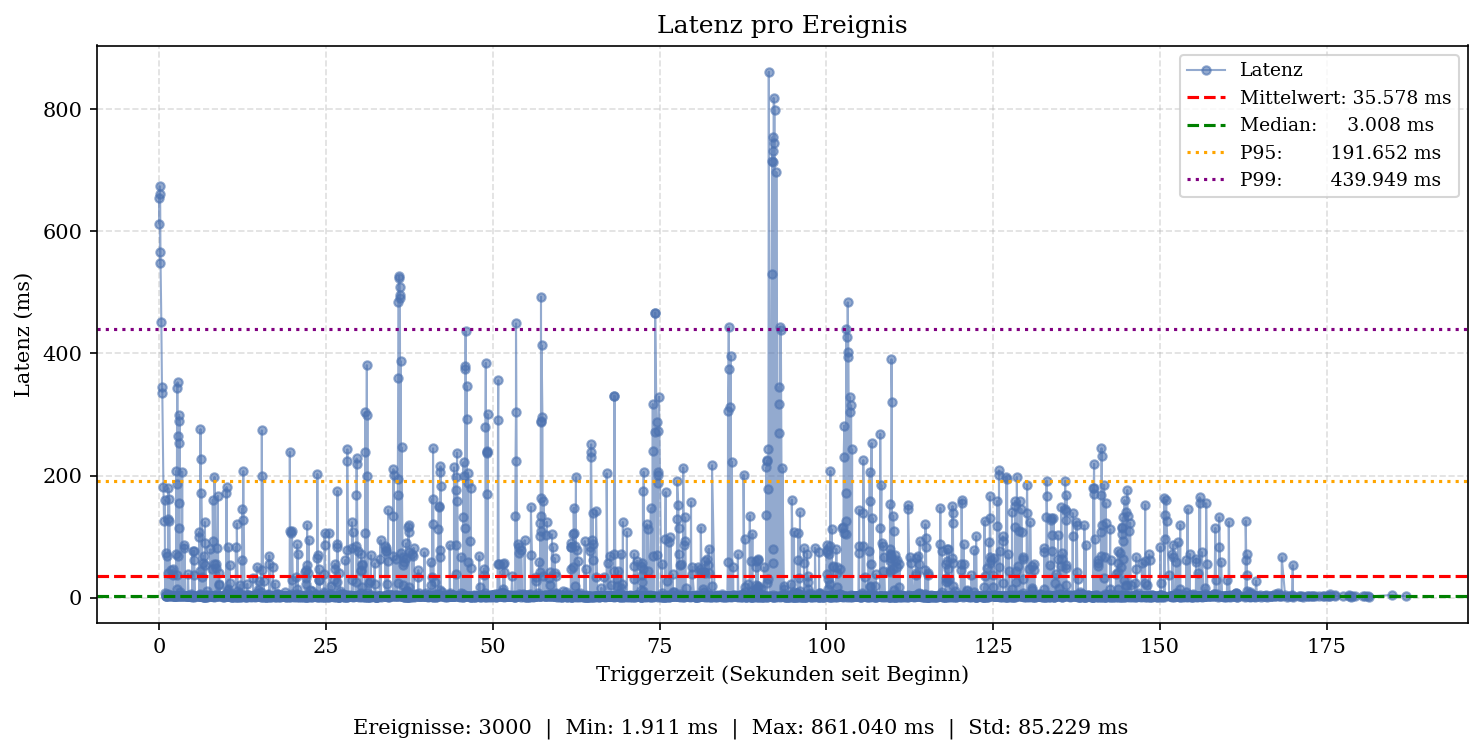 Latenz pro Ereignis
Latenz (ms)
800
600
400
200
0
Latenz
Mittelwert: 35.578 ms
Median: 3.008 ms
P95: 191.652 ms
P99: 439.949 ms
0 25 50 75 100 125 150 175
Triggerzeit (Sekunden seit Beginn)
Ereignisse: 3000 | Min: 1.911 ms | Max: 861.040 ms | Std: 85.229 ms